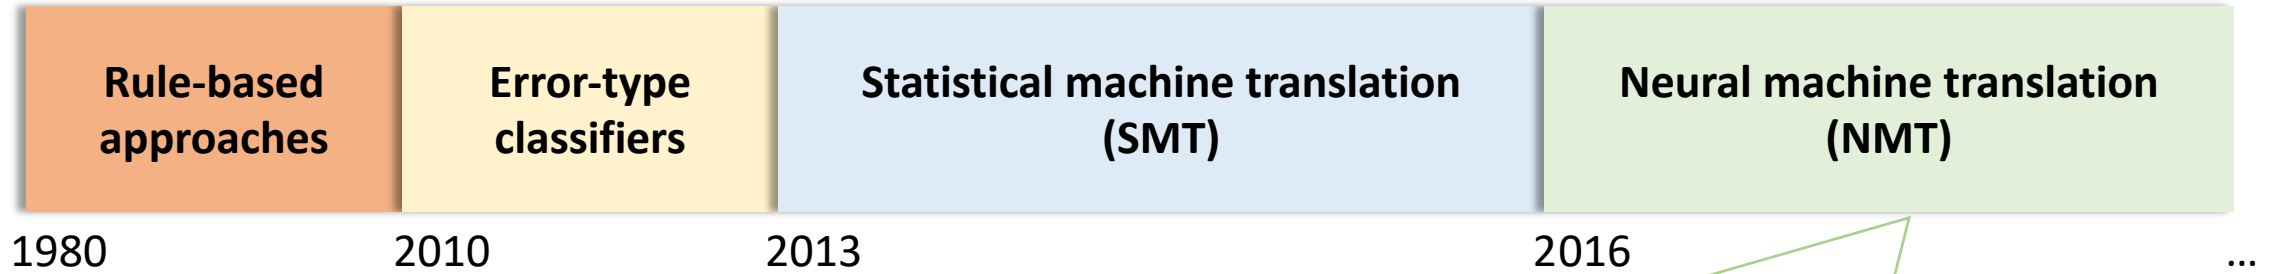 Rule-based
approaches
Error-type
classifiers
Statistical machine translation
(SMT)
Neural machine translation
(NMT)
1980
2010
2013
2016
...